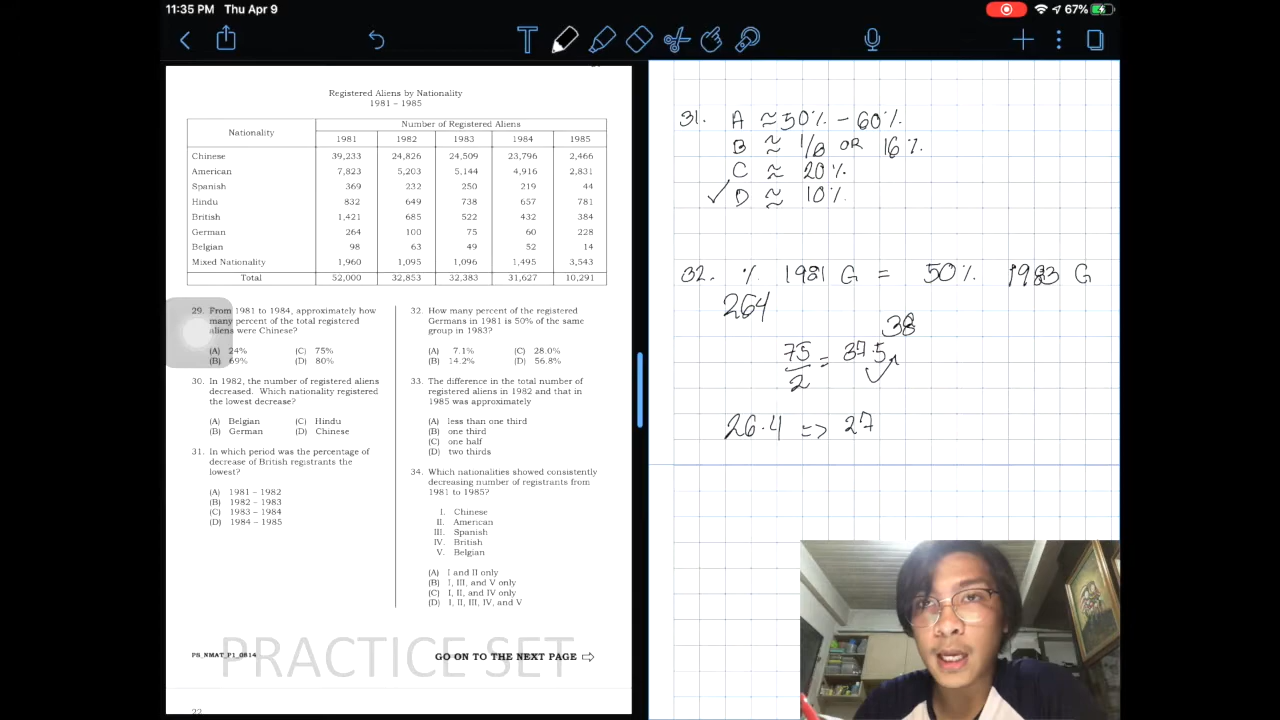 11:35 PM Thu Apr 9
67%
T
Registered Aliens by Nationality
1981 – 1985
Nationality
Number of Registered Aliens
1981 1982 1983 1984 1985
Chinese 39,233 24,826 24,509 23,796 2,466
American 7,823 5,203 5,144 4,916 2,831
Spanish 369 232 250 219 44
Hindu 832 649 738 657 781
British 1,421 685 522 432 384
German 264 100 75 60 228
Belgian 98 63 49 52 14
Mixed Nationality 1,960 1,095 1,096 1,495 3,543
Total 52,000 32,853 32,383 31,627 10,291
29. From 1981 to 1984, approximately how
many percent of the total registered
aliens were Chinese?
(A) 24% (C) 75%
(B) 69% (D) 80%
30. In 1982, the number of registered aliens
decreased. Which nationality registered
the lowest decrease?
(A) Belgian (C) Hindu
(B) German (D) Chinese
31. In which period was the percentage of
decrease of British registrants the
lowest?
(A) 1981 – 1982
(B) 1982 – 1983
(C) 1983 – 1984
(D) 1984 – 1985
32. How many percent of the registered
Germans in 1981 is 50% of the same
group in 1983?
(A) 7.1% (C) 28.0%
(B) 14.2% (D) 56.8%
33. The difference in the total number of
registered aliens in 1982 and that in
1985 was approximately
(A) less than one third
(B) one third
(C) one half
(D) two thirds
34. Which nationalities showed consistently
decreasing number of registrants from
1981 to 1985?
I. Chinese
II. American
III. Spanish
IV. British
V. Belgian
(A) I and II only
(B) I, III, and V only
(C) I, II, and IV only
(D) I, II, III, IV, and V
PRACTICE SET
PS_NMAT_P1_0814
GO ON TO THE NEXT PAGE
22
31. A ≈ 50% – 60%
B ≈ 1/6 OR 16%
C ≈ 20%
✓ D ≈ 10%
32. % 1981 G = 50% 1983 G
264
38
75/2 = 37.5
26.4 => 27